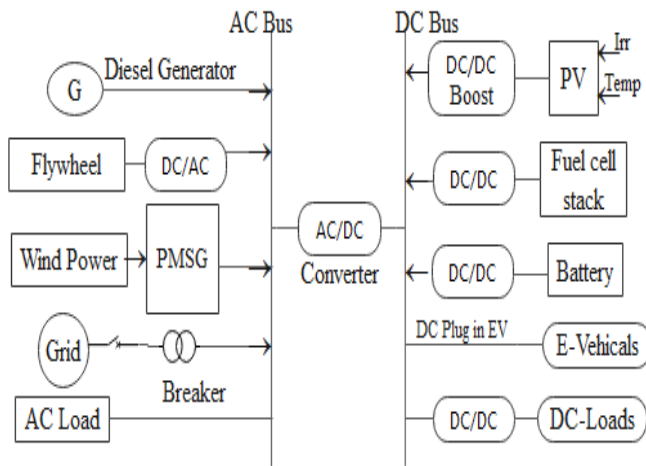 AC Bus
DC Bus
G
Diesel Generator
DC/DC
Boost
PV
Irr
Temp
Flywheel
DC/AC
DC/DC
Fuel cell
stack
Wind Power
PMSG
AC/DC
Converter
DC/DC
Battery
Grid
Breaker
DC Plug in EV
E-Vehicals
AC Load
DC/DC
DC-Loads